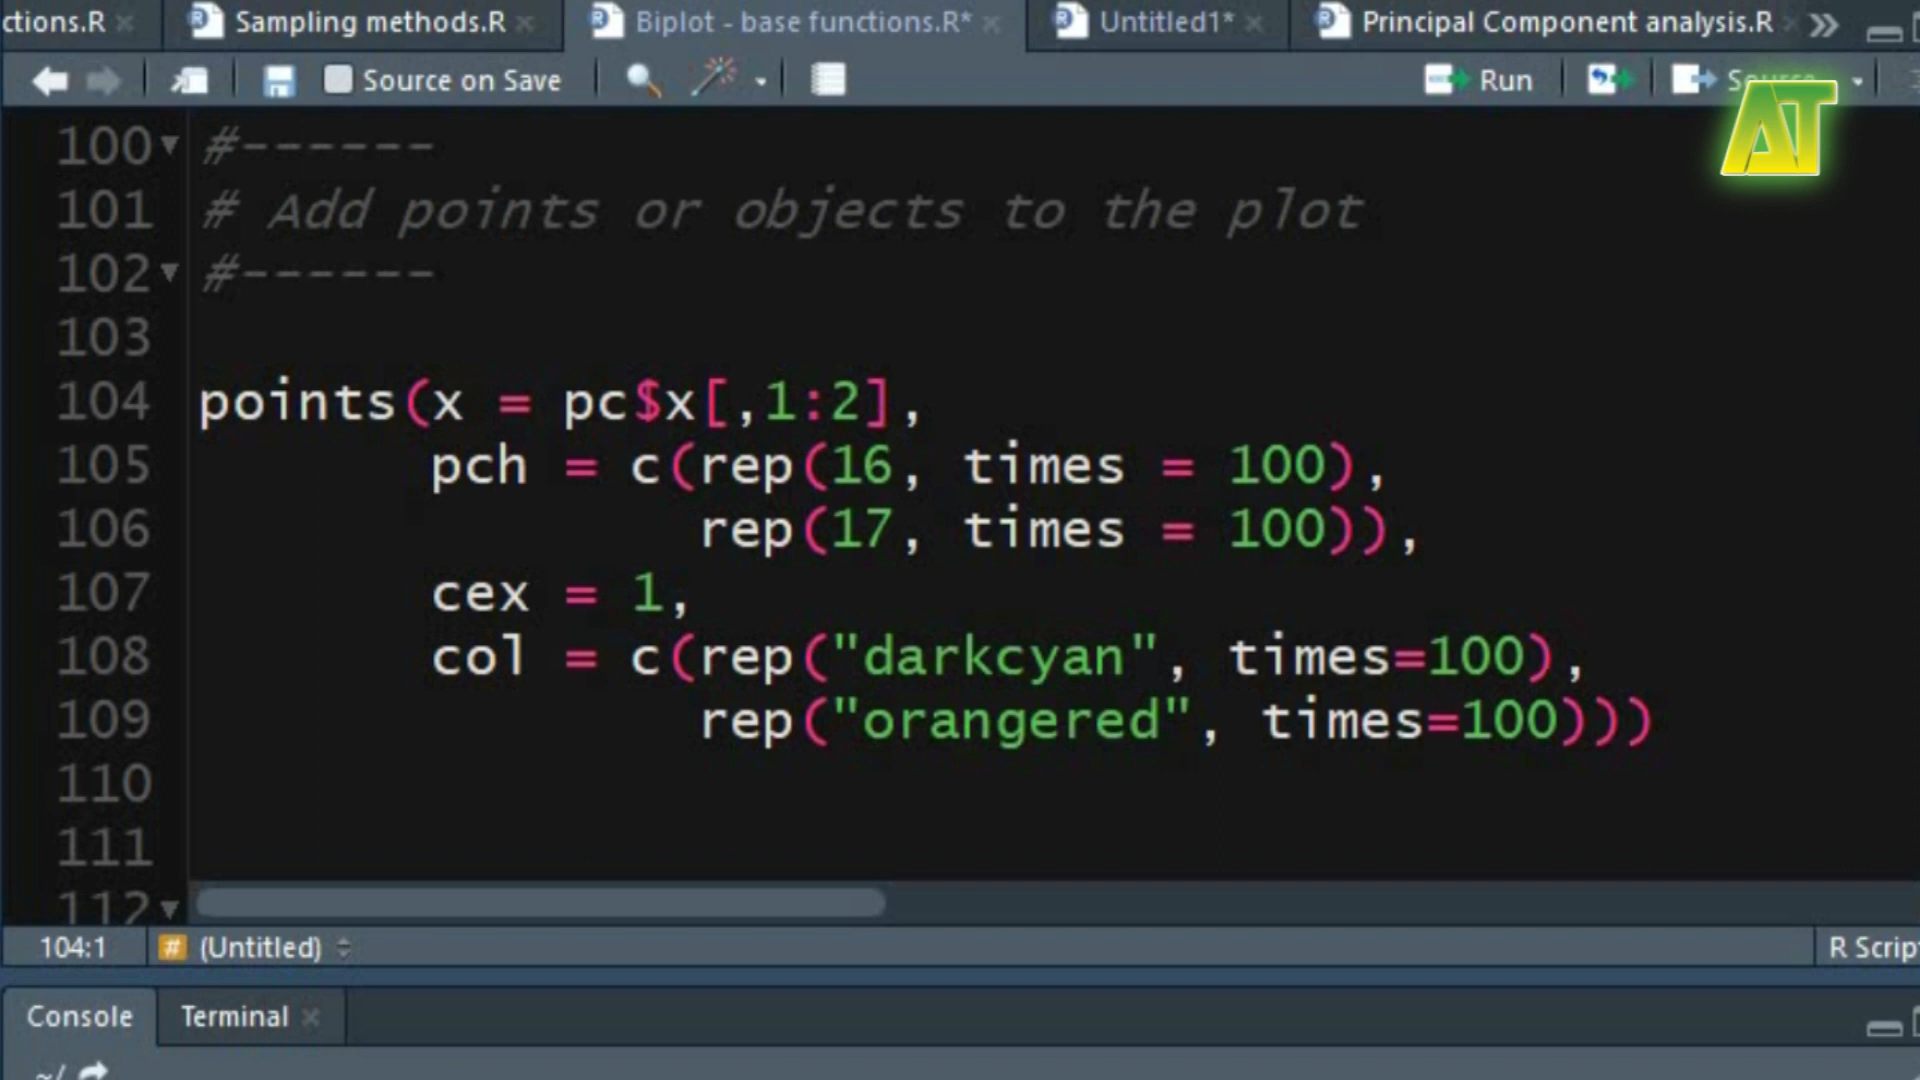 ctions.R Sampling methods.R Biplot - base functions.R* Untitled1* Principal Component analysis.R
Source on Save Run Source
AT
100 #------
101 # Add points or objects to the plot
102 #------
103
104 points(x = pc$x[,1:2],
105 pch = c(rep(16, times = 100),
106 rep(17, times = 100)),
107 cex = 1,
108 col = c(rep("darkcyan", times=100),
109 rep("orangered", times=100)))
110
111
112
104:1 # (Untitled) R Script
Console Terminal
~/